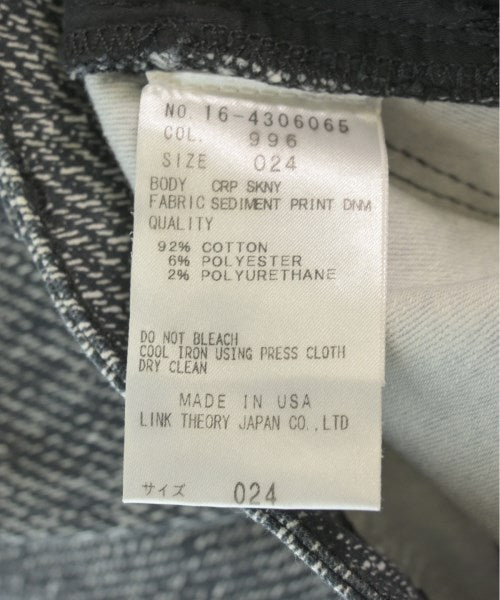 NO. 16-4306065
COL. 996
SIZE 024
BODY CRP SKNY
FABRIC SEDIMENT PRINT DNM
QUALITY
92% COTTON
6% POLYESTER
2% POLYURETHANE
DO NOT BLEACH
COOL IRON USING PRESS CLOTH
DRY CLEAN
MADE IN USA
LINK THEORY JAPAN CO.,LTD
サイズ 024